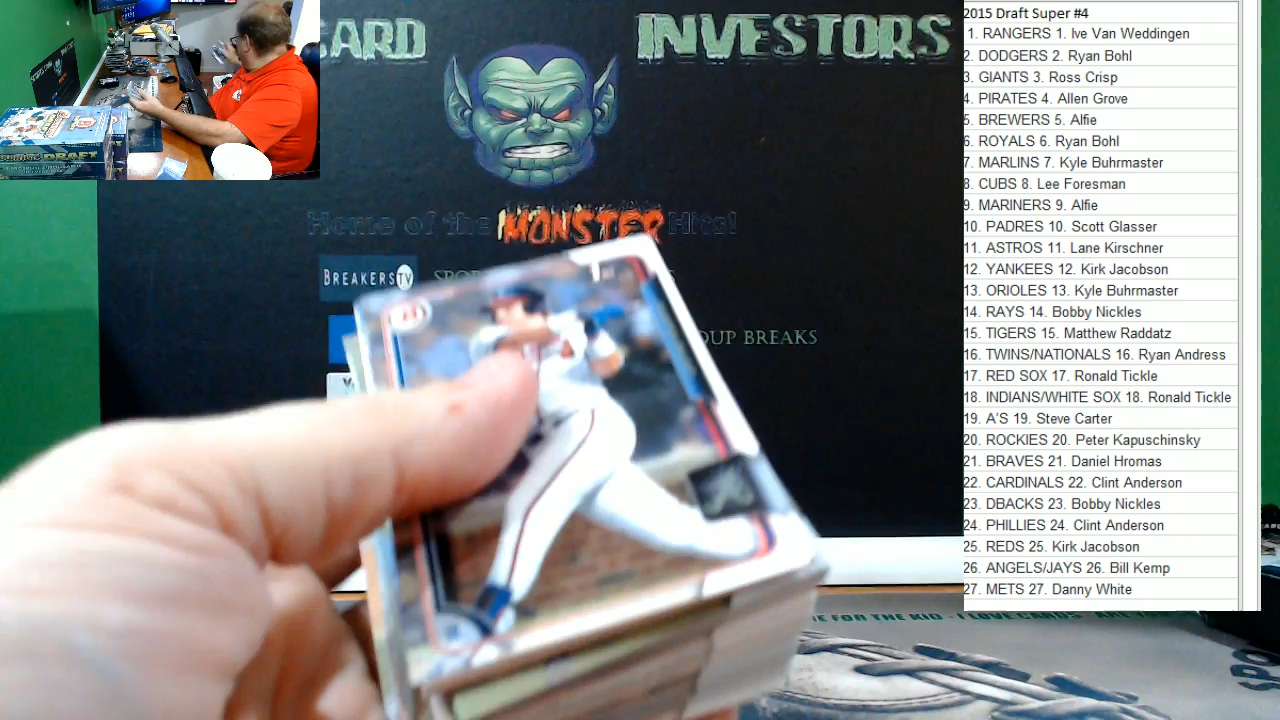 CARD INVESTORS
Home of the MONSTER Hits!
BREAKERSTV
OUP BREAKS
DRAFT
2015 Draft Super #4
1. RANGERS 1. Ive Van Weddingen
2. DODGERS 2. Ryan Bohl
3. GIANTS 3. Ross Crisp
4. PIRATES 4. Allen Grove
5. BREWERS 5. Alfie
6. ROYALS 6. Ryan Bohl
7. MARLINS 7. Kyle Buhrmaster
8. CUBS 8. Lee Foresman
9. MARINERS 9. Alfie
10. PADRES 10. Scott Glasser
11. ASTROS 11. Lane Kirschner
12. YANKEES 12. Kirk Jacobson
13. ORIOLES 13. Kyle Buhrmaster
14. RAYS 14. Bobby Nickles
15. TIGERS 15. Matthew Raddatz
16. TWINS/NATIONALS 16. Ryan Andress
17. RED SOX 17. Ronald Tickle
18. INDIANS/WHITE SOX 18. Ronald Tickle
19. A'S 19. Steve Carter
20. ROCKIES 20. Peter Kapuschinsky
21. BRAVES 21. Daniel Hromas
22. CARDINALS 22. Clint Anderson
23. DBACKS 23. Bobby Nickles
24. PHILLIES 24. Clint Anderson
25. REDS 25. Kirk Jacobson
26. ANGELS/JAYS 26. Bill Kemp
27. METS 27. Danny White
FOR THE KID - I LOVE CARDS